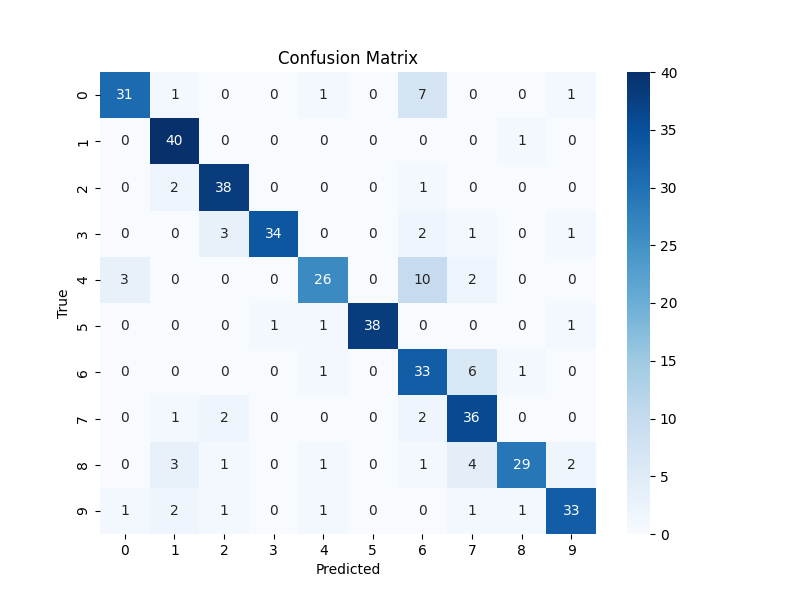 Confusion Matrix
0 31 1 0 0 1 0 7 0 0 1
1 0 40 0 0 0 0 0 0 1 0
2 0 2 38 0 0 0 1 0 0 0
3 0 0 3 34 0 0 2 1 0 1
4 3 0 0 0 26 0 10 2 0 0
5 0 0 0 1 1 38 0 0 0 1
6 0 0 0 0 1 0 33 6 1 0
7 0 1 2 0 0 0 2 36 0 0
8 0 3 1 0 1 0 1 4 29 2
9 1 2 1 0 1 0 0 1 1 33
0 1 2 3 4 5 6 7 8 9
Predicted
True
40
35
30
25
20
15
10
5
0